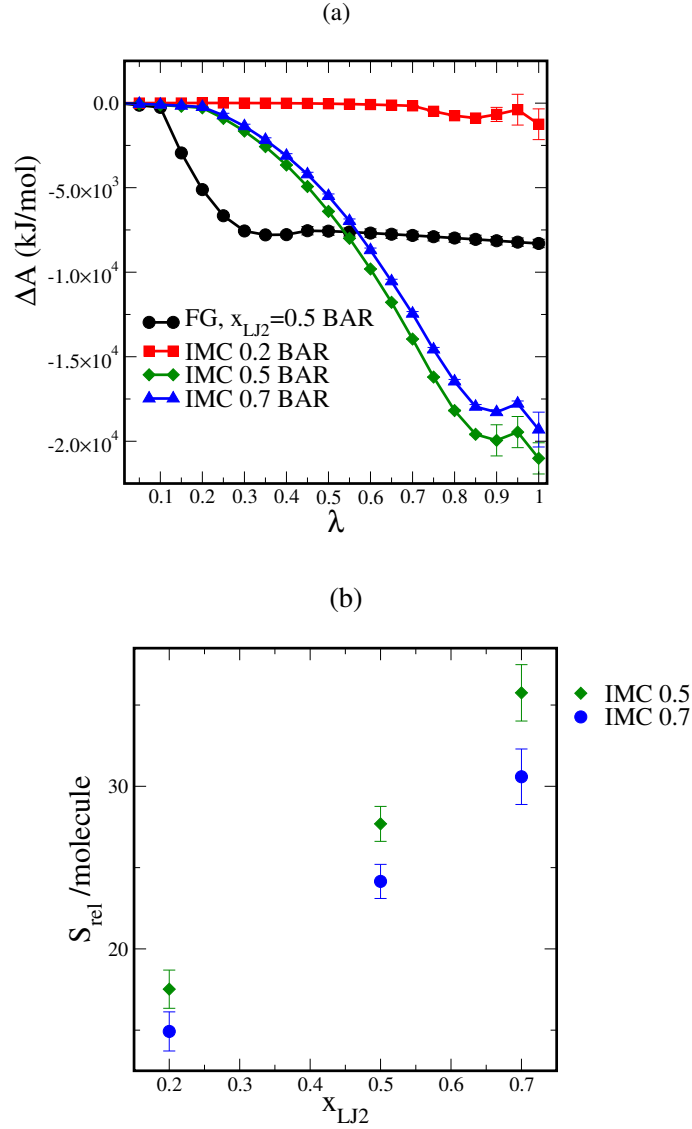 (a)
0.0
-5.0×10³
-1.0×10⁴
-1.5×10⁴
-2.0×10⁴
ΔA (kJ/mol)
FG, x_LJ2=0.5 BAR
IMC 0.2 BAR
IMC 0.5 BAR
IMC 0.7 BAR
0.1 0.2 0.3 0.4 0.5 0.6 0.7 0.8 0.9 1
λ
(b)
IMC 0.5
IMC 0.7
30
20
S_rel /molecule
0.2 0.3 0.4 0.5 0.6 0.7
x_LJ2